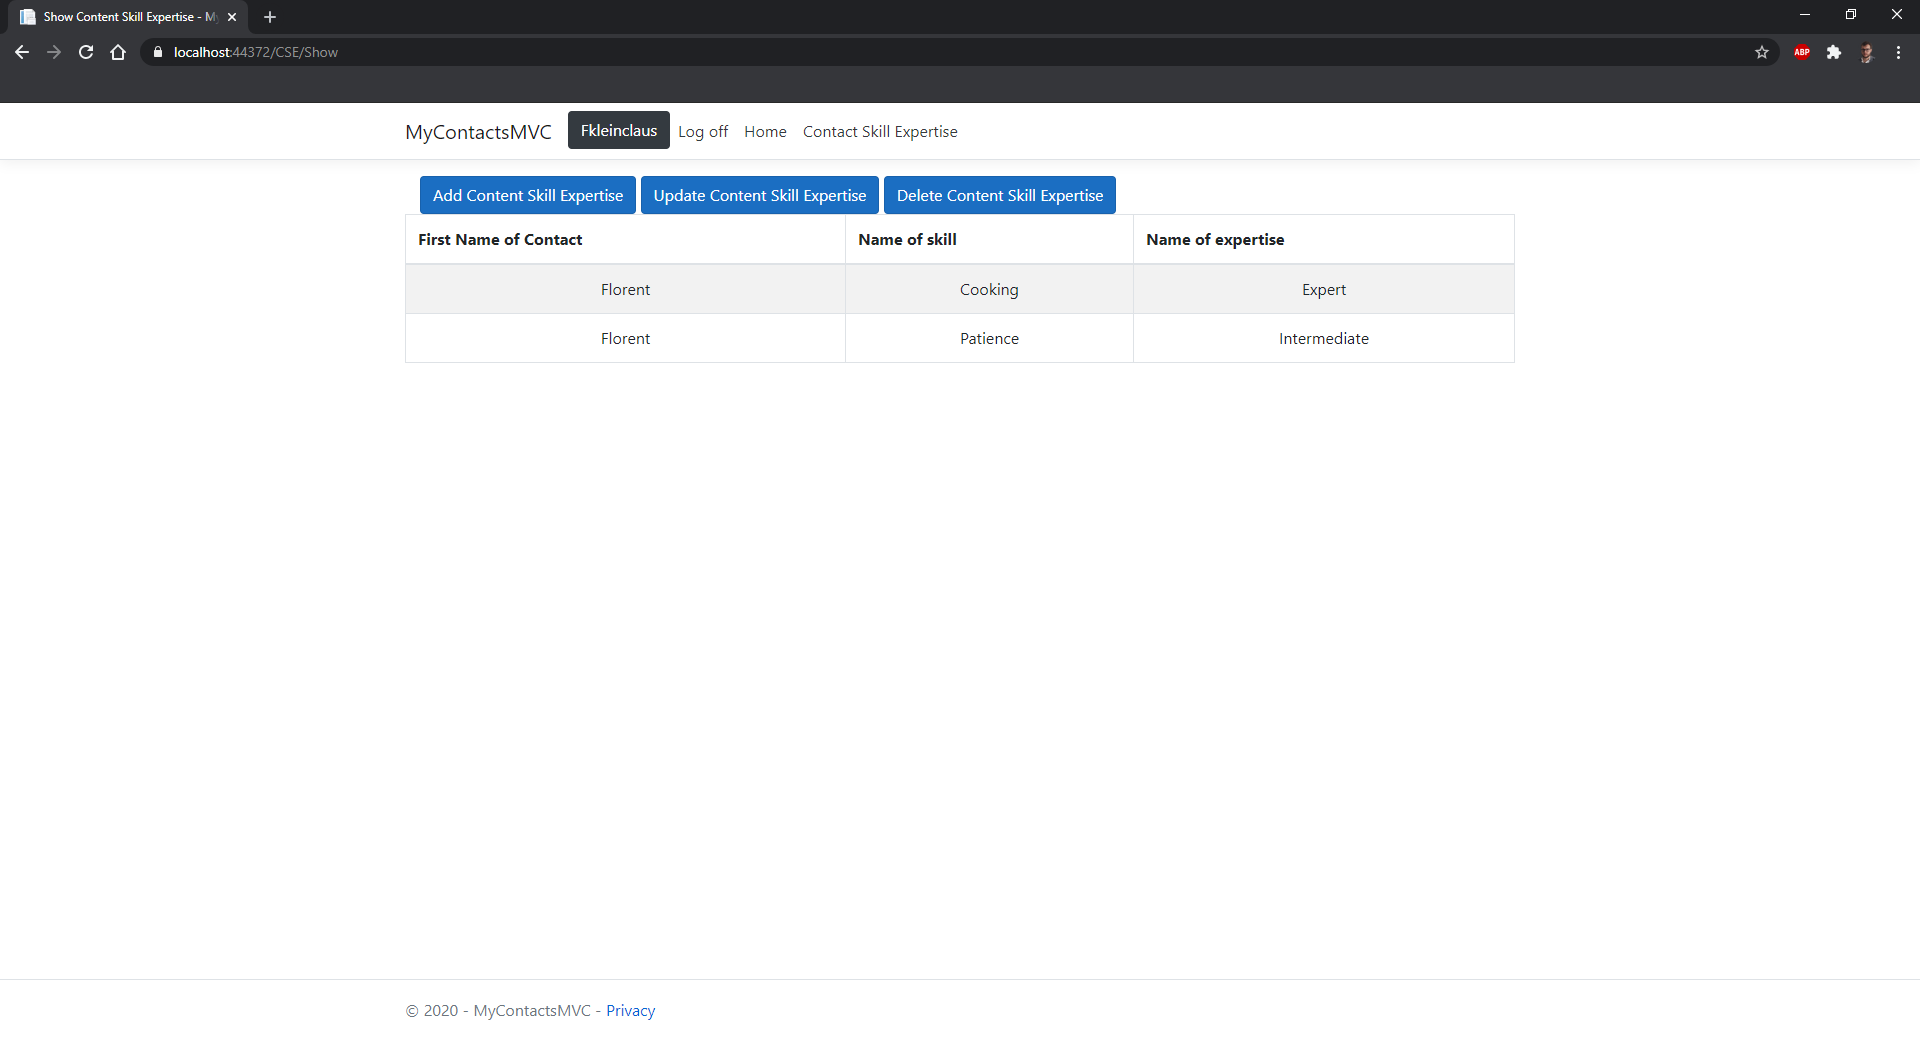 Show Content Skill Expertise - My
localhost:44372/CSE/Show
ABP
MyContactsMVC Fkleinclaus Log off Home Contact Skill Expertise
Add Content Skill Expertise Update Content Skill Expertise Delete Content Skill Expertise
First Name of Contact Name of skill Name of expertise
Florent Cooking Expert
Florent Patience Intermediate
© 2020 - MyContactsMVC - Privacy